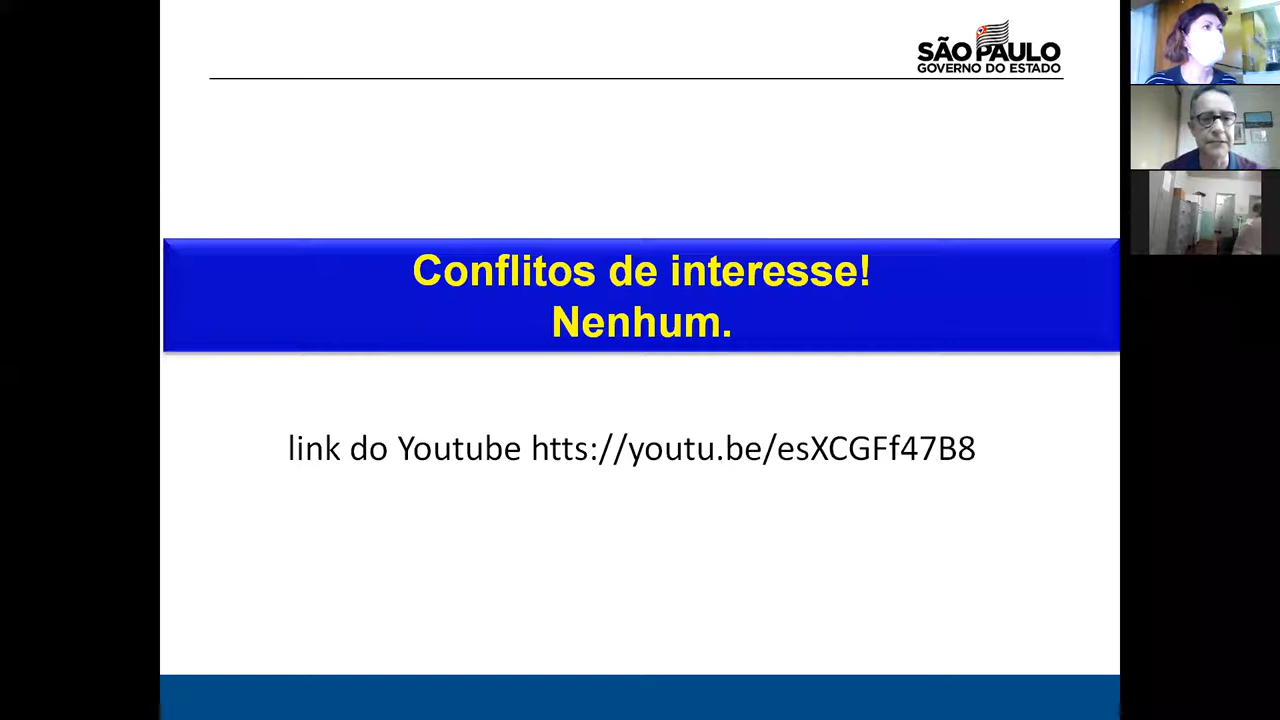 SÃO PAULO
GOVERNO DO ESTADO
Conflitos de interesse!
Nenhum.
link do Youtube htts://youtu.be/esXCGFf47B8